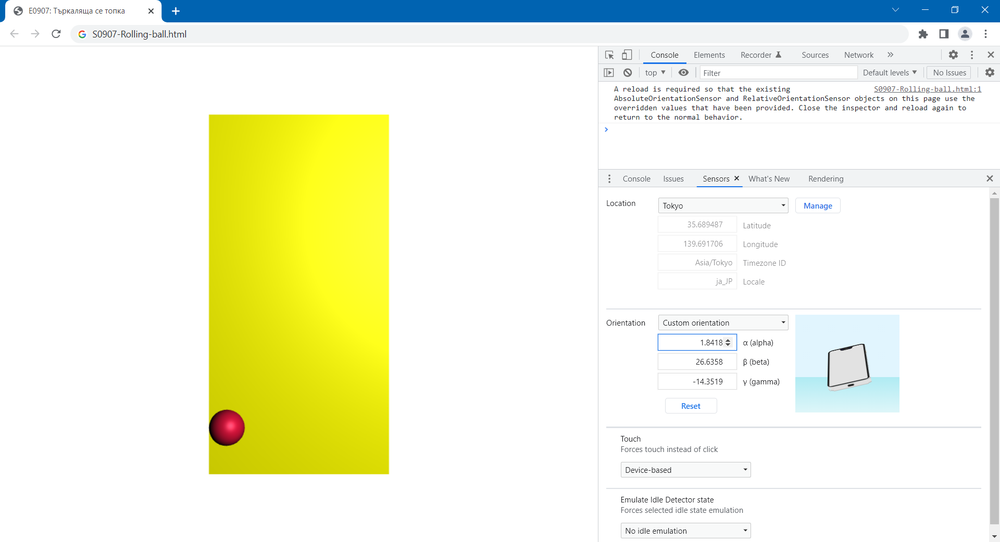 E0907: Търкаляща се топка
S0907-Rolling-ball.html
Console Elements Recorder Sources Network
top Filter Default levels No Issues
A reload is required so that the existing S0907-Rolling-ball.html:1
AbsoluteOrientationSensor and RelativeOrientationSensor objects on this page use the
overridden values that have been provided. Close the inspector and reload again to
return to the normal behavior.
Console Issues Sensors What's New Rendering
Location Tokyo Manage
35.689487 Latitude
139.691706 Longitude
Asia/Tokyo Timezone ID
ja_JP Locale
Orientation Custom orientation
1.8418 α (alpha)
26.6358 β (beta)
-14.3519 γ (gamma)
Reset
Touch
Forces touch instead of click
Device-based
Emulate Idle Detector state
Forces selected idle state emulation
No idle emulation